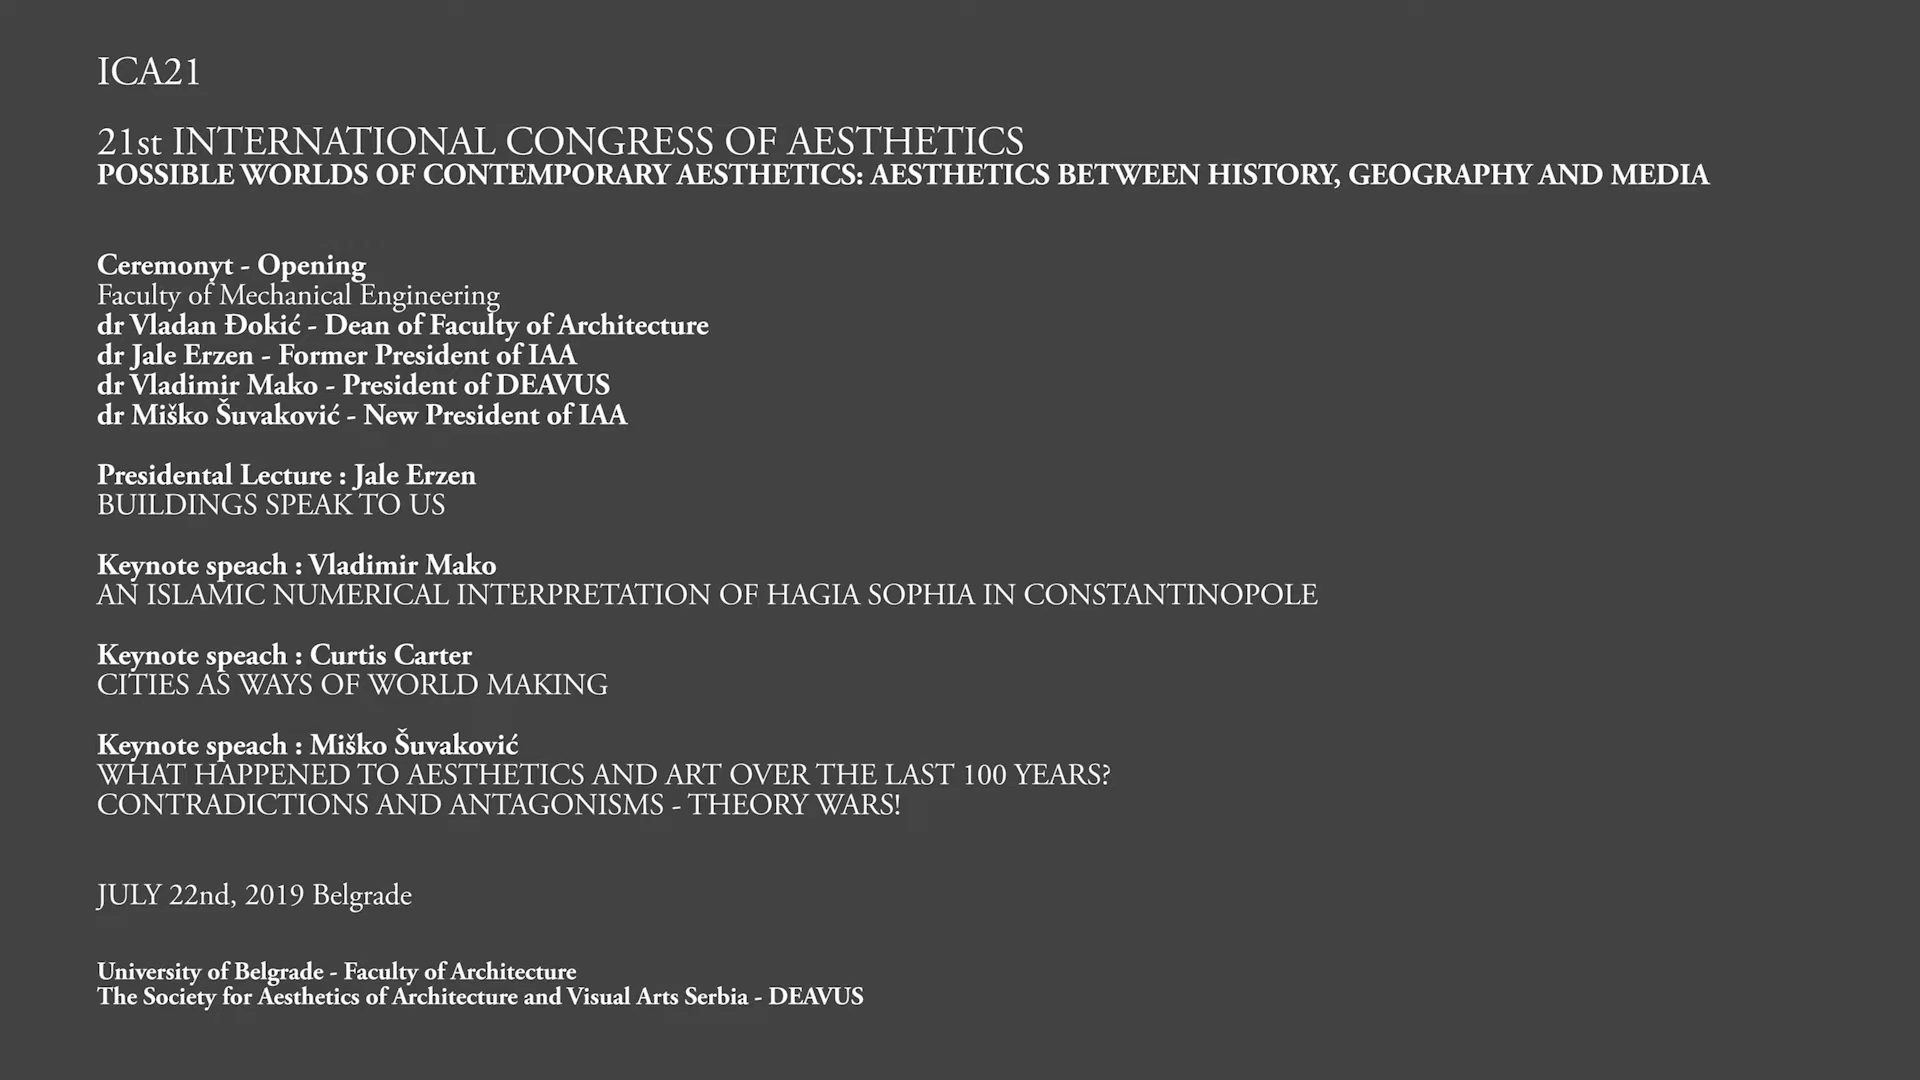 ICA21
21st INTERNATIONAL CONGRESS OF AESTHETICS
POSSIBLE WORLDS OF CONTEMPORARY AESTHETICS: AESTHETICS BETWEEN HISTORY, GEOGRAPHY AND MEDIA
Ceremonyt - Opening
Faculty of Mechanical Engineering
dr Vladan Đokić - Dean of Faculty of Architecture
dr Jale Erzen - Former President of IAA
dr Vladimir Mako - President of DEAVUS
dr Miško Šuvaković - New President of IAA
Presidental Lecture : Jale Erzen
BUILDINGS SPEAK TO US
Keynote speach : Vladimir Mako
AN ISLAMIC NUMERICAL INTERPRETATION OF HAGIA SOPHIA IN CONSTANTINOPOLE
Keynote speach : Curtis Carter
CITIES AS WAYS OF WORLD MAKING
Keynote speach : Miško Šuvaković
WHAT HAPPENED TO AESTHETICS AND ART OVER THE LAST 100 YEARS?
CONTRADICTIONS AND ANTAGONISMS - THEORY WARS!
JULY 22nd, 2019 Belgrade
University of Belgrade - Faculty of Architecture
The Society for Aesthetics of Architecture and Visual Arts Serbia - DEAVUS